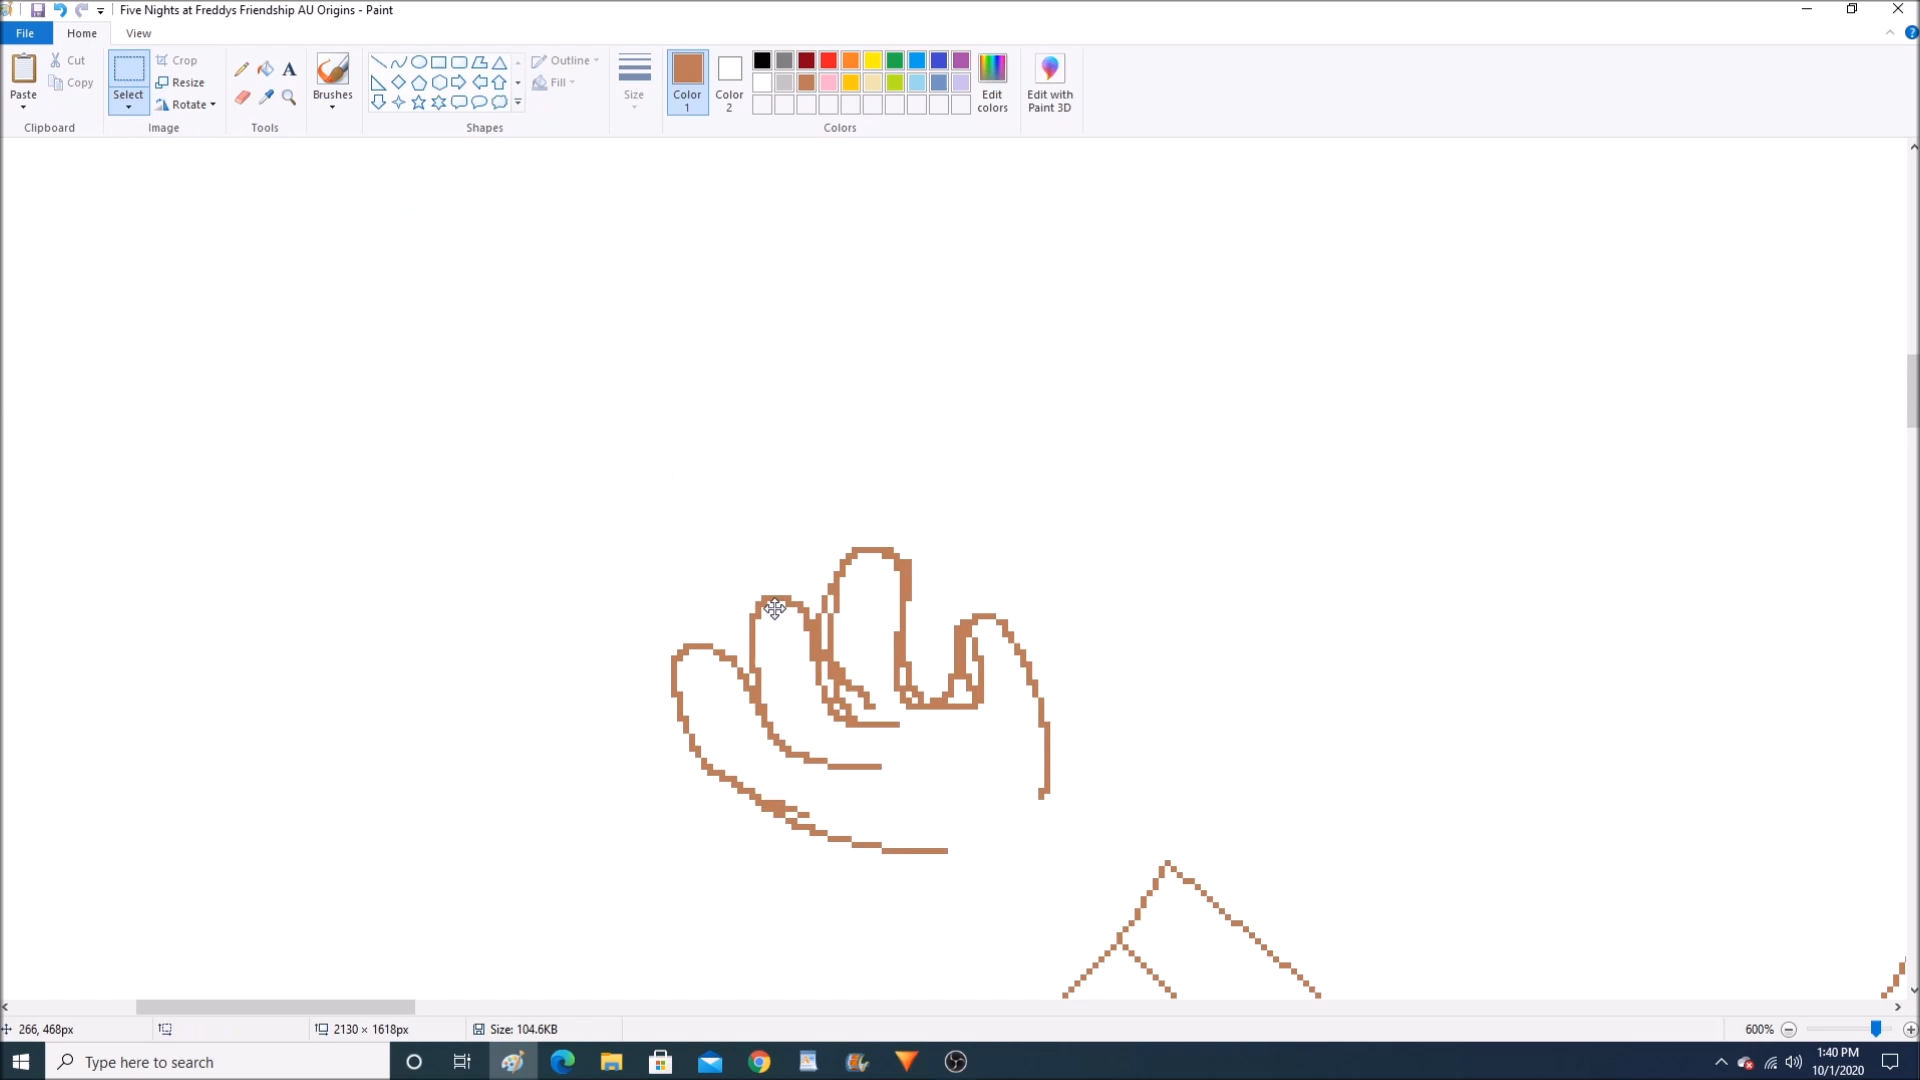 Five Nights at Freddys Friendship AU Origins - Paint
File Home View
Paste
Cut
Copy
Clipboard
Select
Crop
Resize
Rotate
Image
A
Tools
Brushes
Outline
Fill
Shapes
Size
Color 1
Color 2
Edit colors
Colors
Edit with Paint 3D
266, 468px
2130 × 1618px
Size: 104.6KB
600%
Type here to search
1:40 PM
10/1/2020